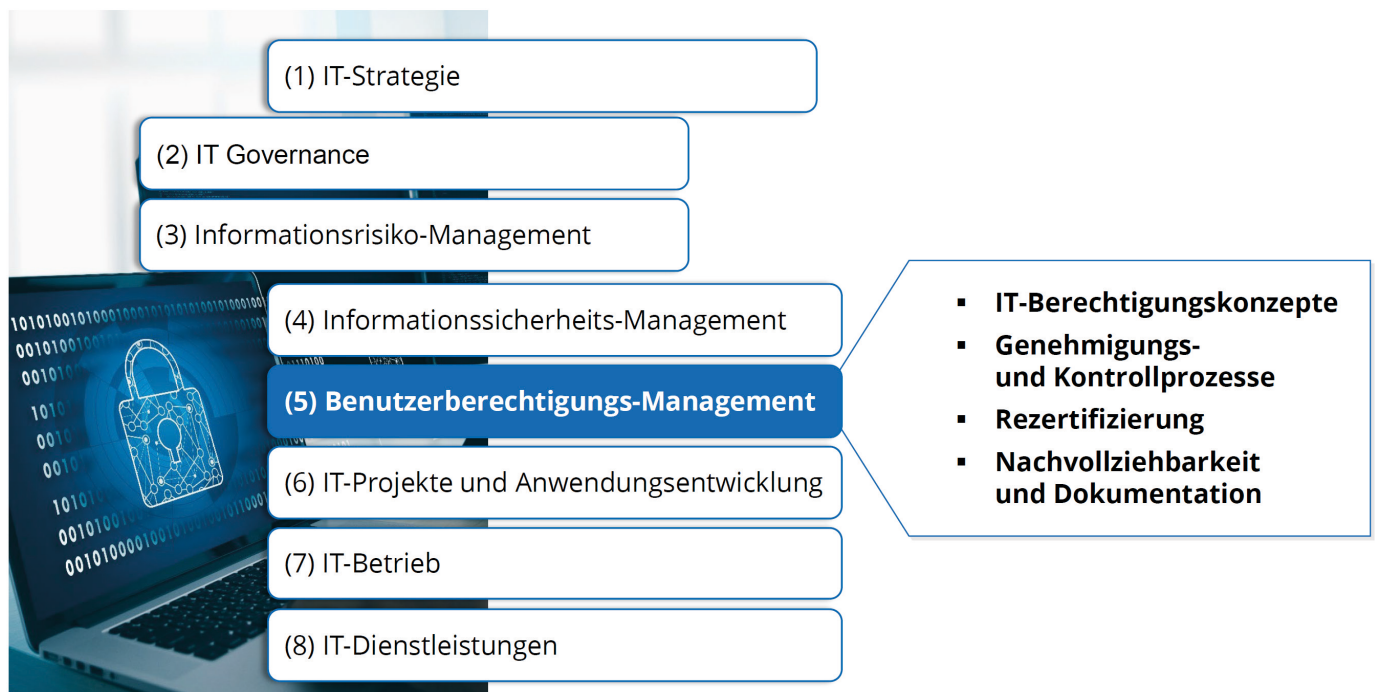 (1) IT-Strategie
(2) IT Governance
(3) Informationsrisiko-Management
(4) Informationssicherheits-Management
(5) Benutzerberechtigungs-Management
(6) IT-Projekte und Anwendungsentwicklung
(7) IT-Betrieb
(8) IT-Dienstleistungen
▪ IT-Berechtigungskonzepte
▪ Genehmigungs-
und Kontrollprozesse
▪ Rezertifizierung
▪ Nachvollziehbarkeit
und Dokumentation